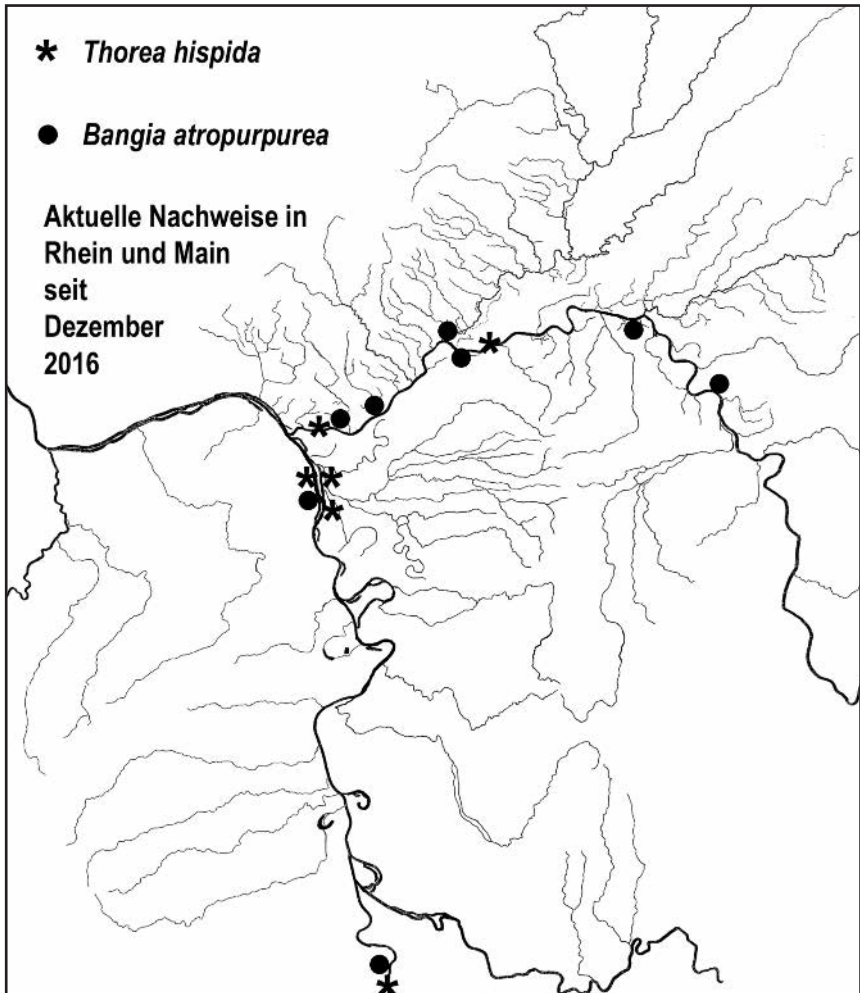 Thorea hispida
Bangia atropurpurea
Aktuelle Nachweise in
Rhein und Main
seit
Dezember
2016